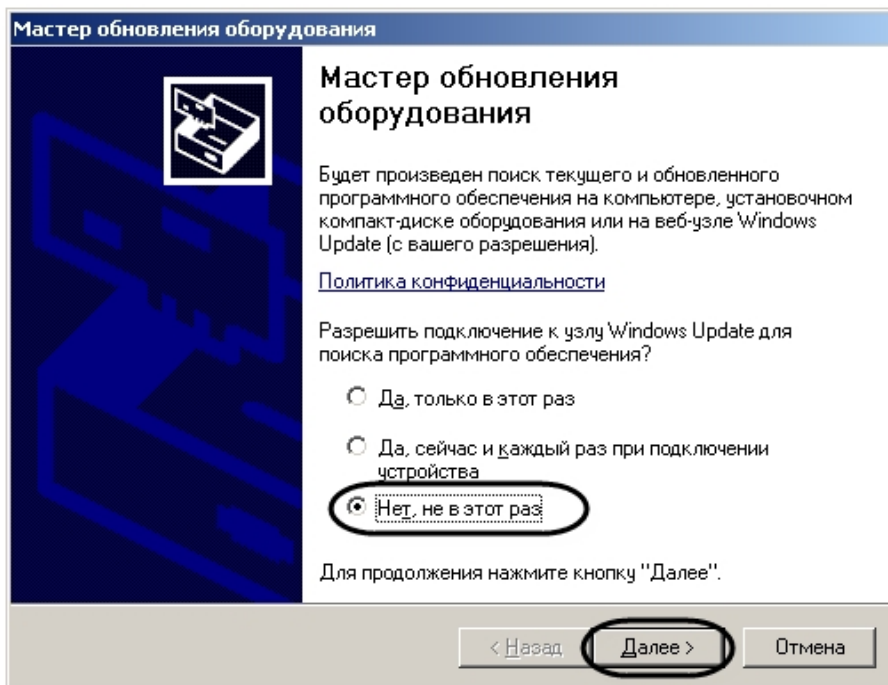 Мастер обновления оборудования
Мастер обновления
оборудования
Будет произведен поиск текущего и обновленного
программного обеспечения на компьютере, установочном
компакт-диске оборудования или на веб-узле Windows
Update (с вашего разрешения).
Политика конфиденциальности
Разрешить подключение к узлу Windows Update для
поиска программного обеспечения?
Да, только в этот раз
Да, сейчас и каждый раз при подключении
устройства
Нет, не в этот раз
Для продолжения нажмите кнопку "Далее".
< Назад Далее > Отмена